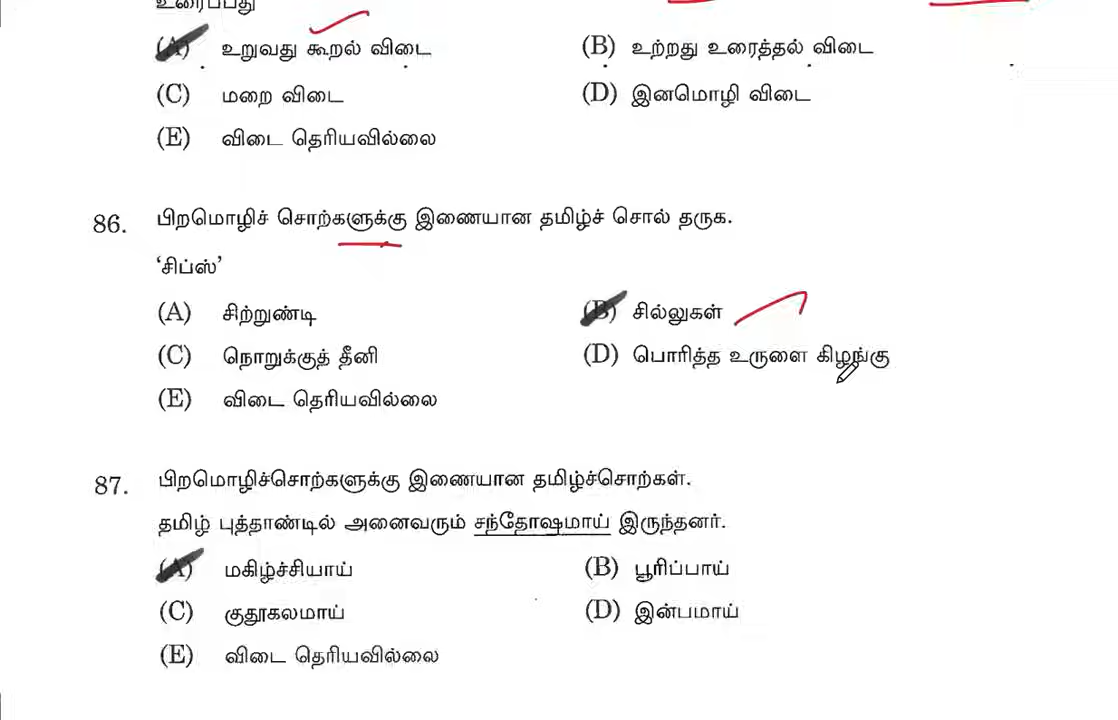 உரைப்பது
(A) உறுவது கூறல் விடை (B) உற்றது உரைத்தல் விடை
(C) மறை விடை (D) இனமொழி விடை
(E) விடை தெரியவில்லை
86. பிறமொழிச் சொற்களுக்கு இணையான தமிழ்ச் சொல் தருக.
‘சிப்ஸ்’
(A) சிற்றுண்டி (B) சில்லுகள்
(C) நொறுக்குத் தீனி (D) பொரித்த உருளை கிழங்கு
(E) விடை தெரியவில்லை
87. பிறமொழிச்சொற்களுக்கு இணையான தமிழ்ச்சொற்கள்.
தமிழ் புத்தாண்டில் அனைவரும் சந்தோஷமாய் இருந்தனர்.
(A) மகிழ்ச்சியாய் (B) பூரிப்பாய்
(C) குதூகலமாய் (D) இன்பமாய்
(E) விடை தெரியவில்லை